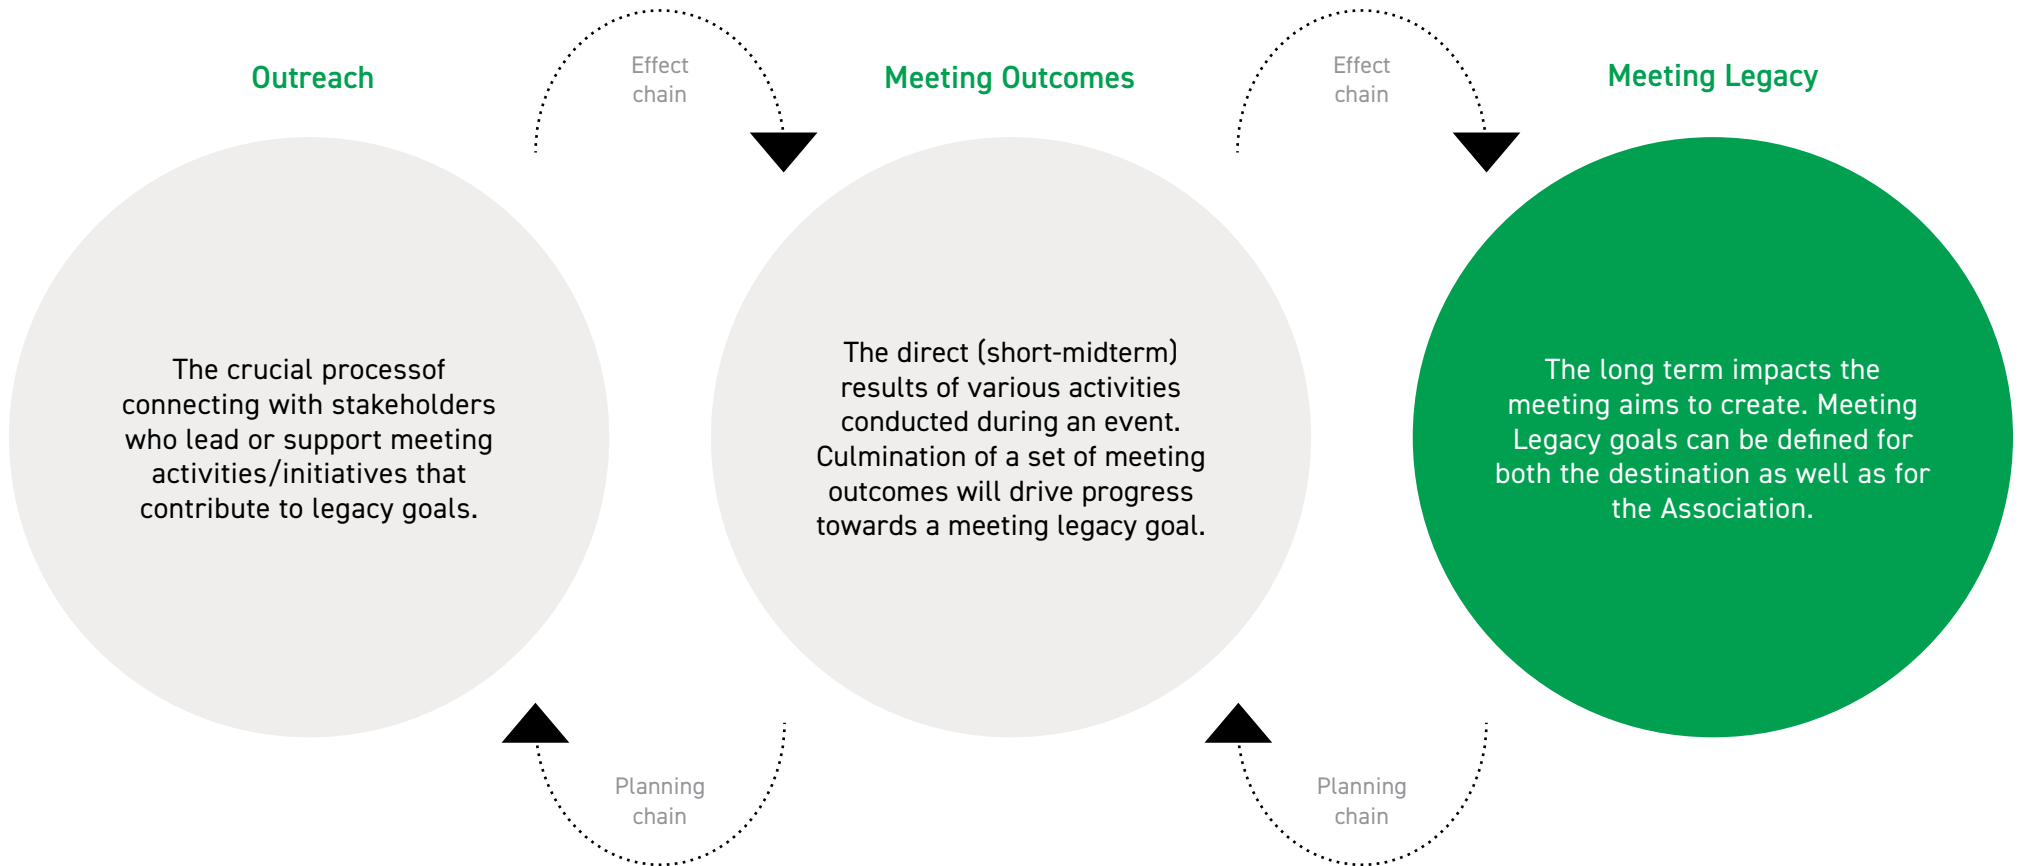 Outreach
Effect
chain
Meeting Outcomes
Effect
chain
Meeting Legacy
The crucial processof
connecting with stakeholders
who lead or support meeting
activities/initiatives that
contribute to legacy goals.
The direct (short-midterm)
results of various activities
conducted during an event.
Culmination of a set of meeting
outcomes will drive progress
towards a meeting legacy goal.
The long term impacts the
meeting aims to create. Meeting
Legacy goals can be defined for
both the destination as well as for
the Association.
Planning
chain
Planning
chain